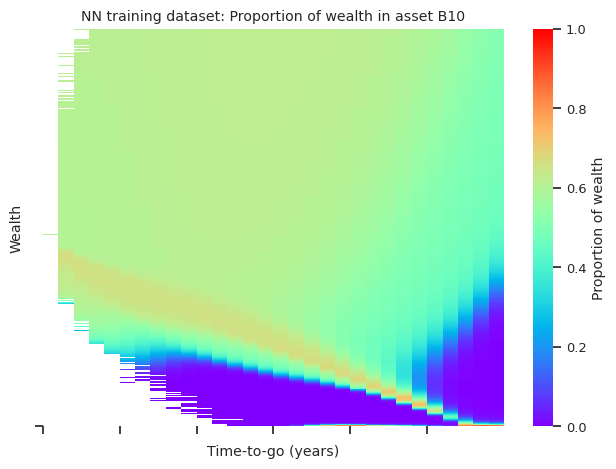 NN training dataset: Proportion of wealth in asset B10
Wealth
Time-to-go (years)
1.0
0.8
0.6
0.4
0.2
0.0
Proportion of wealth